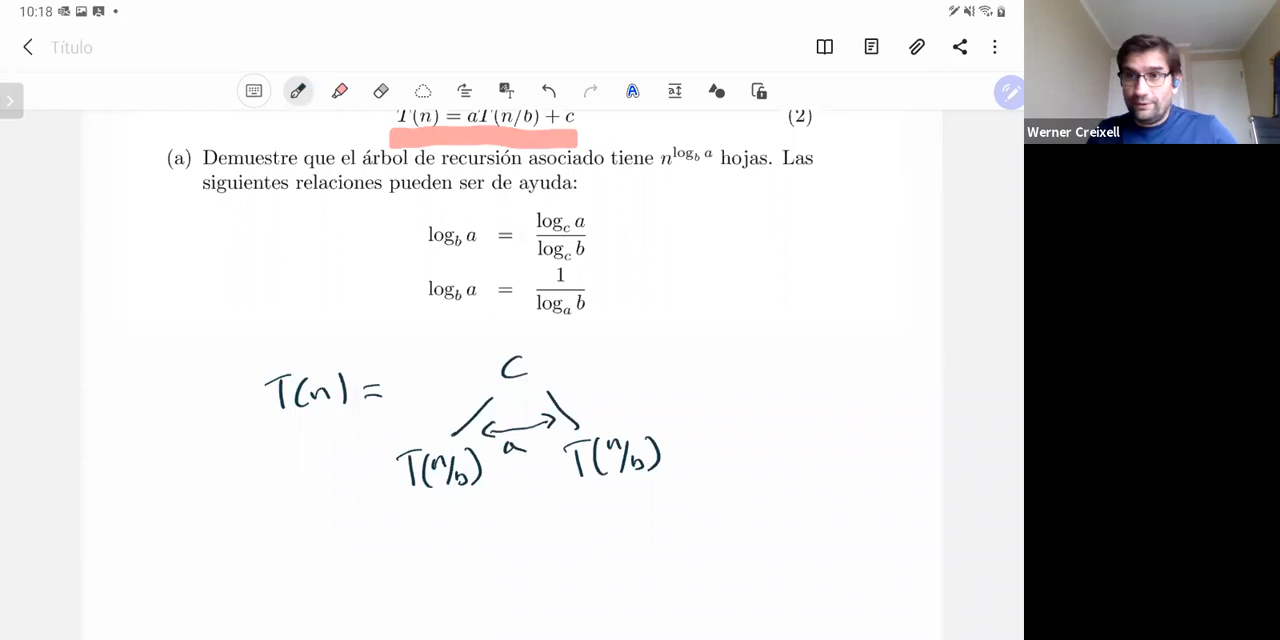 10:18
Título
Werner Creixell
T(n) = aT(n/b) + c (2)
(a) Demuestre que el árbol de recursión asociado tiene n^{log_b a} hojas. Las
siguientes relaciones pueden ser de ayuda:
log_b a = log_c a / log_c b
log_b a = 1 / log_a b
T(n) = C
a
T(n/b) T(n/b)